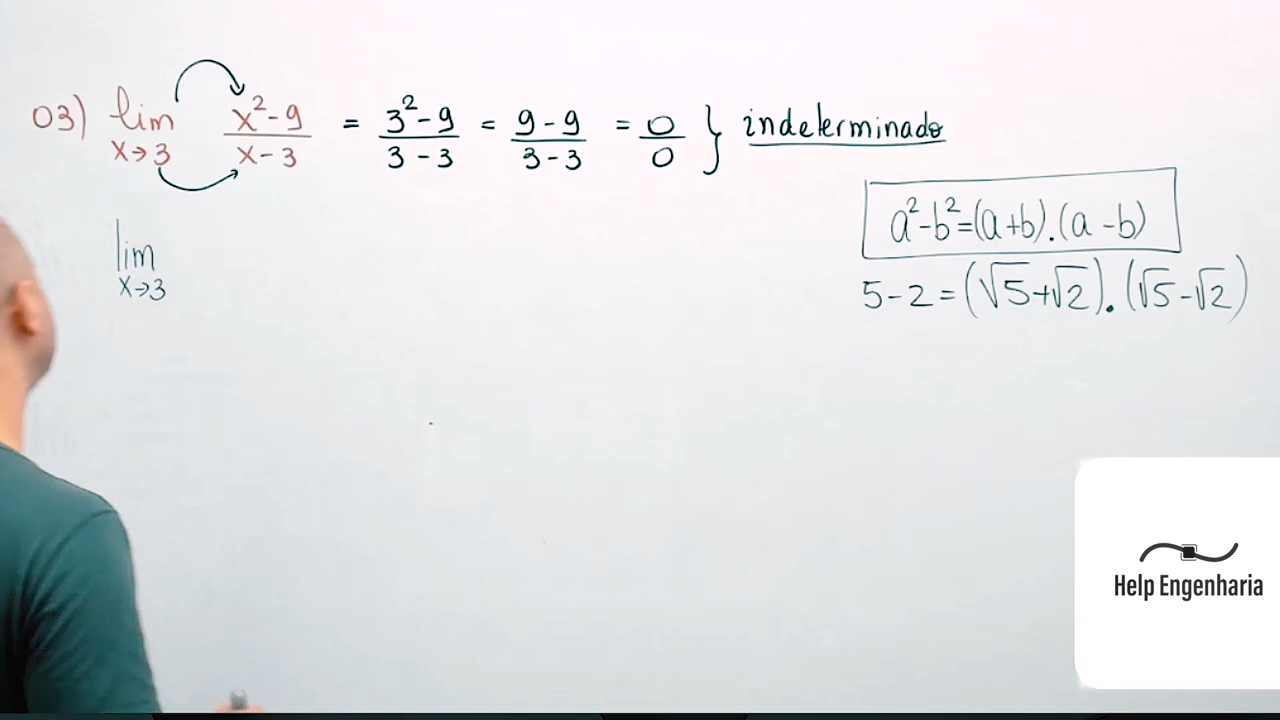 03) lim x→3 x²-9 / x-3 = 3²-9 / 3-3 = 9-9 / 3-3 = 0/0 } indeterminado
a²-b²=(a+b).(a-b)
lim x→3
5-2=(√5+√2).(√5-√2)
Help Engenharia